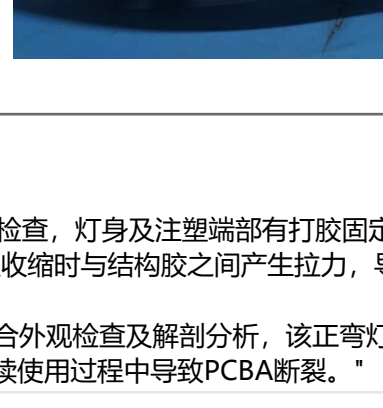 检查，灯身及注塑端部有打胶固定
收缩时与结构胶之间产生拉力，
合外观检查及解剖分析，该正弯灯
续使用过程中导致PCBA断裂。"